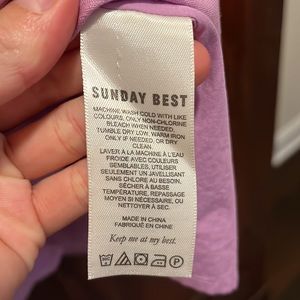 SUNDAY BEST
MACHINE WASH COLD WITH LIKE
COLOURS, ONLY NON-CHLORINE
BLEACH WHEN NEEDED,
TUMBLE DRY LOW, WARM IRON
ONLY IF NEEDED, OR DRY
CLEAN.
LAVER À LA MACHINE À L'EAU
FROIDE AVEC COULEURS
SEMBLABLES, UTILISER
SEULEMENT UN JAVELLISANT
SANS CHLORE AU BESOIN,
SÉCHER À BASSE
TEMPÉRATURE, REPASSAGE
MOYEN SI NÉCESSAIRE, OU
NETTOYER À SEC.
MADE IN CHINA
FABRIQUÉ EN CHINE
Keep me at my best.